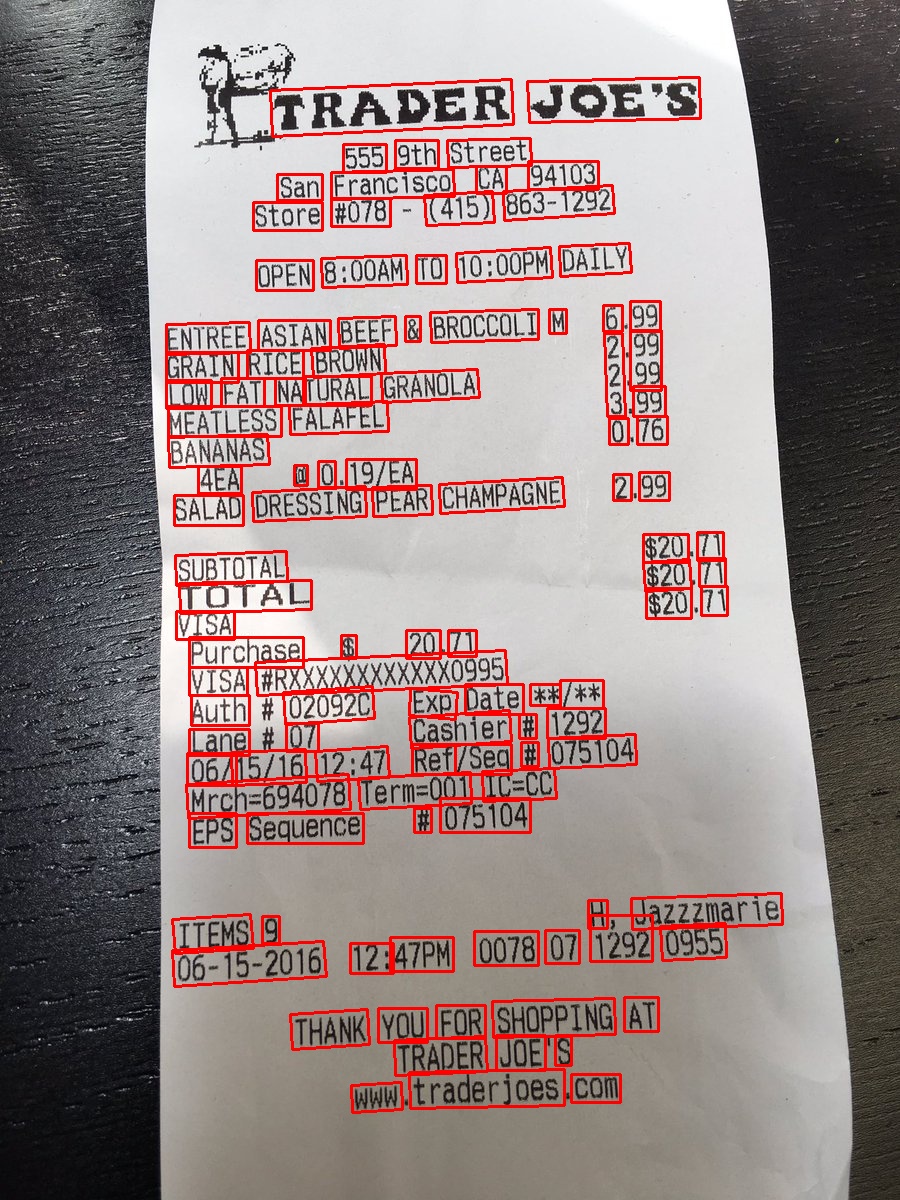 TRADER JOE'S
555 9th Street
San Francisco CA 94103
Store #078 - (415) 863-1292
OPEN 8:00AM TO 10:00PM DAILY
ENTREE ASIAN BEEF & BROCCOLI M 6.99
GRAIN RICE BROWN 2.99
LOW FAT NATURAL GRANOLA 2.99
MEATLESS FALAFEL 3.99
BANANAS 0.76
4EA @ 0.19/EA
SALAD DRESSING PEAR CHAMPAGNE 2.99
SUBTOTAL $20.71
TOTAL $20.71
VISA $20.71
Purchase $ 20.71
VISA #RXXXXXXXXXXXX0995
Auth # 02092C Exp Date **/**
Lane # 07 Cashier # 1292
06/15/16 12:47 Ref/Seq # 075104
Mrch=694078 Term=001 IC=CC
EPS Sequence # 075104
ITEMS 9 H, Jazzzmarie
06-15-2016 12:47PM 0078 07 1292 0955
THANK YOU FOR SHOPPING AT
TRADER JOE'S
www.traderjoes.com